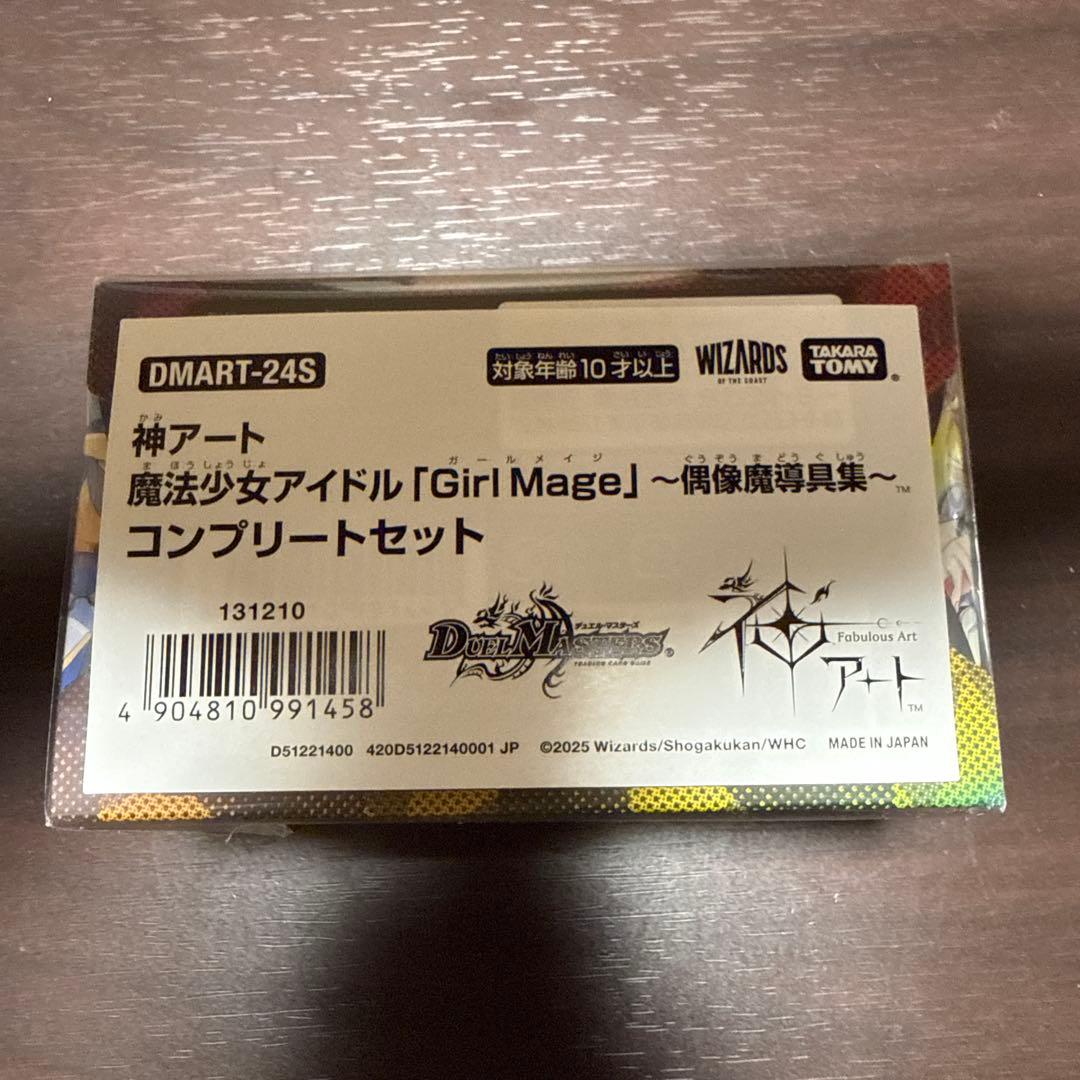 DMART-24S
たいしょうねんれい さいいじょう
対象年齢10才以上
WIZARDS
OF THE COAST
TAKARA
TOMY
®
かみ
神アート
まほうしょうじょ ガールメイジ ぐうぞうまどうぐしゅう
魔法少女アイドル「Girl Mage」～偶像魔導具集～™
コンプリートセット
131210
4 904810 991458
デュエル・マスターズ
DUEL MASTERS®
TRADING CARD GAME
神
Fabulous Art
アート™
D51221400 420D5122140001 JP ©2025 Wizards/Shogakukan/WHC MADE IN JAPAN